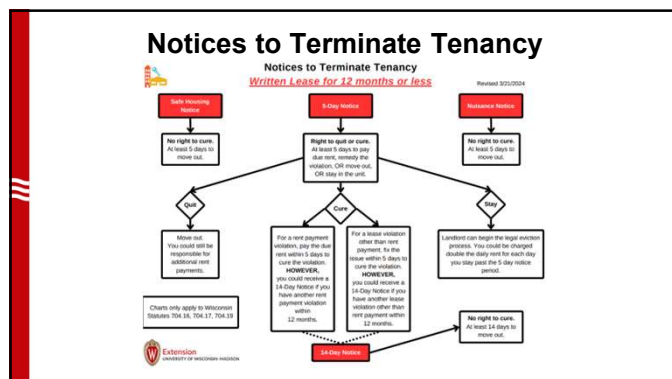 Notices to Terminate Tenancy
Notices to Terminate Tenancy
Written Lease for 12 months or less
Revised 3/21/2024
Safe Housing
Notice
5-Day Notice
Nuisance Notice
No right to cure.
At least 5 days to
move out.
Right to quit or cure.
At least 5 days to pay
due rent, remedy the
violation, OR move out,
OR stay in the unit.
No right to cure.
At least 5 days to
move out.
Quit
Cure
Stay
Move out.
You could still be
responsible for
additional rent
payments.
For a rent payment
violation, pay the due
rent within 5 days to
cure the violation.
HOWEVER,
you could receive a
14-Day Notice if you
have another rent
payment violation
within
12 months.
For a lease violation
other than rent
payment, fix the
issue within 5 days to
cure the violation.
HOWEVER,
you could receive a
14-Day Notice if you
have another lease
violation other than
rent payment within
12 months.
Landlord can begin the legal eviction
process. You could be charged
double the daily rent for each day
you stay past the 5 day notice
period.
Charts only apply to Wisconsin
Statutes 704.16, 704.17, 704.19
No right to cure.
At least 14 days to
move out.
14-Day Notice
W
Extension
UNIVERSITY OF WISCONSIN-MADISON